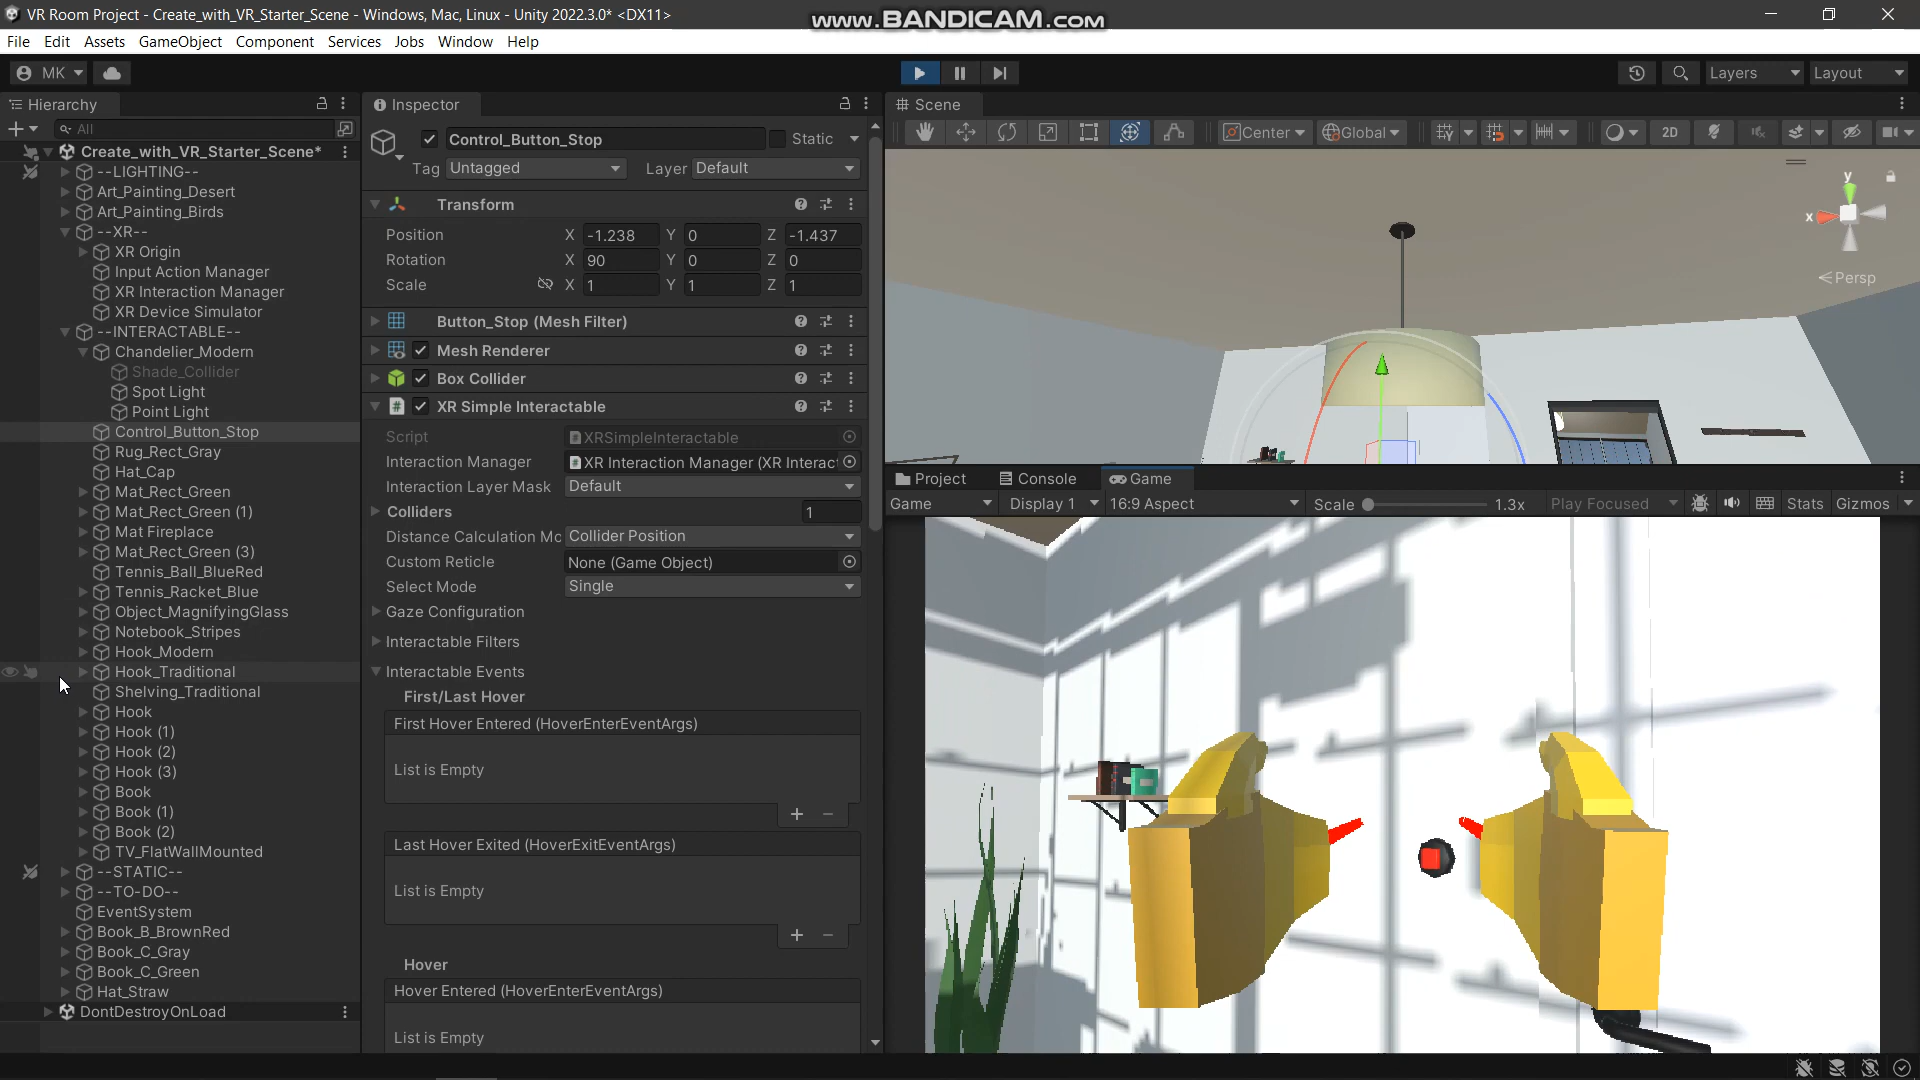 VR Room Project - Create_with_VR_Starter_Scene - Windows, Mac, Linux - Unity 2022.3.0* <DX11>
www.BANDICAM.com
File Edit Assets GameObject Component Services Jobs Window Help
MK
Layers
Layout
Hierarchy
All
Create_with_VR_Starter_Scene*
--LIGHTING--
Art_Painting_Desert
Art_Painting_Birds
--XR--
XR Origin
Input Action Manager
XR Interaction Manager
XR Device Simulator
--INTERACTABLE--
Chandelier_Modern
Shade_Collider
Spot Light
Point Light
Control_Button_Stop
Rug_Rect_Gray
Hat_Cap
Mat_Rect_Green
Mat_Rect_Green (1)
Mat Fireplace
Mat_Rect_Green (3)
Tennis_Ball_BlueRed
Tennis_Racket_Blue
Object_MagnifyingGlass
Notebook_Stripes
Hook_Modern
Hook_Traditional
Shelving_Traditional
Hook
Hook (1)
Hook (2)
Hook (3)
Book
Book (1)
Book (2)
TV_FlatWallMounted
--STATIC--
--TO-DO--
EventSystem
Book_B_BrownRed
Book_C_Gray
Book_C_Green
Hat_Straw
DontDestroyOnLoad
Inspector
Control_Button_Stop
Static
Tag Untagged Layer Default
Transform
Position X -1.238 Y 0 Z -1.437
Rotation X 90 Y 0 Z 0
Scale X 1 Y 1 Z 1
Button_Stop (Mesh Filter)
Mesh Renderer
Box Collider
XR Simple Interactable
Script XRSimpleInteractable
Interaction Manager XR Interaction Manager (XR Interact
Interaction Layer Mask Default
Colliders 1
Distance Calculation Mo Collider Position
Custom Reticle None (Game Object)
Select Mode Single
Gaze Configuration
Interactable Filters
Interactable Events
First/Last Hover
First Hover Entered (HoverEnterEventArgs)
List is Empty
Last Hover Exited (HoverExitEventArgs)
List is Empty
Hover
Hover Entered (HoverEnterEventArgs)
List is Empty
Scene
Center Global 2D
y
x
Persp
Project Console Game
Game Display 1 16:9 Aspect Scale 1.3x Play Focused Stats Gizmos